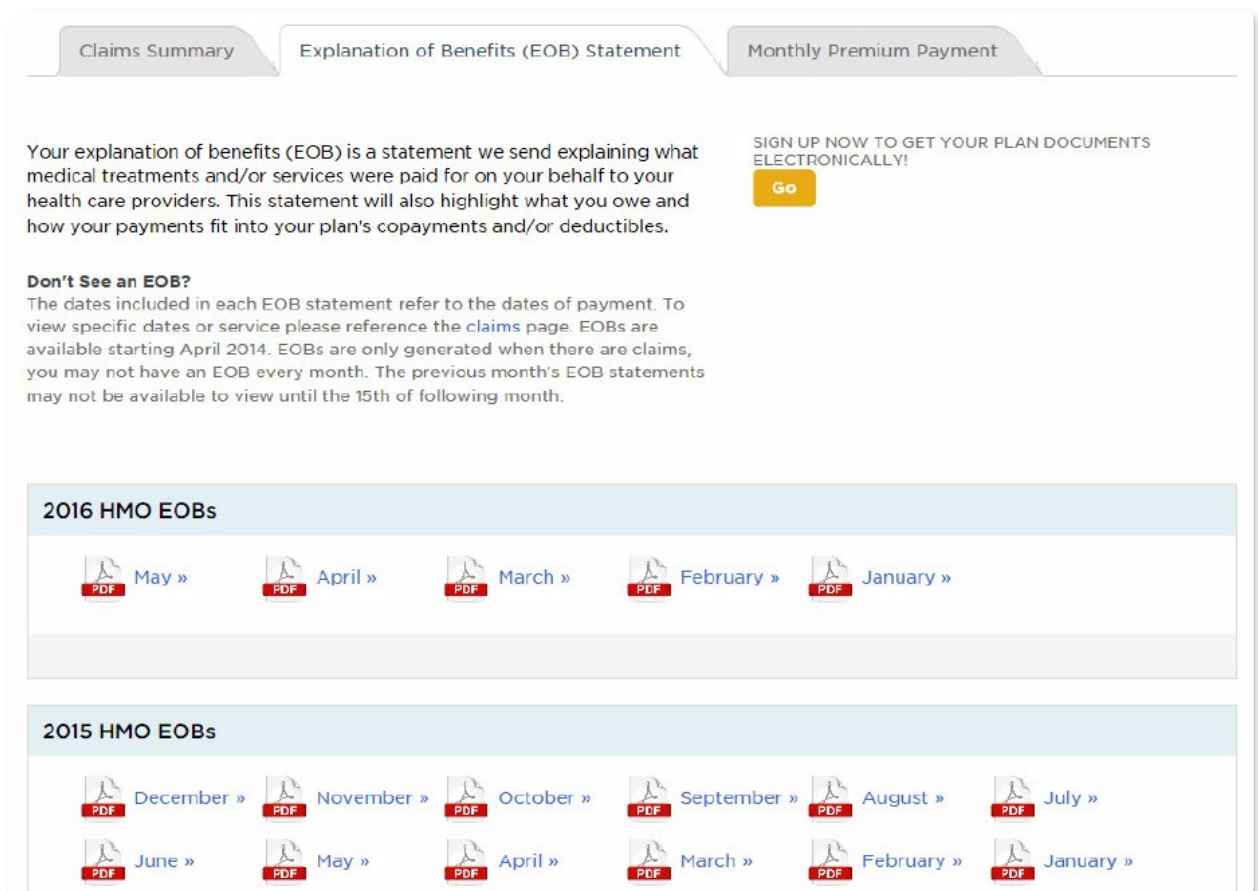 Claims Summary
Explanation of Benefits (EOB) Statement
Monthly Premium Payment
Your explanation of benefits (EOB) is a statement we send explaining what
medical treatments and/or services were paid for on your behalf to your
health care providers. This statement will also highlight what you owe and
how your payments fit into your plan's copayments and/or deductibles.
SIGN UP NOW TO GET YOUR PLAN DOCUMENTS
ELECTRONICALLY!
Go
Don't See an EOB?
The dates included in each EOB statement refer to the dates of payment. To
view specific dates or service please reference the claims page. EOBs are
available starting April 2014. EOBs are only generated when there are claims,
you may not have an EOB every month. The previous month's EOB statements
may not be available to view until the 15th of following month.
2016 HMO EOBs
PDF May » PDF April » PDF March » PDF February » PDF January »
2015 HMO EOBs
PDF December » PDF November » PDF October » PDF September » PDF August » PDF July »
PDF June » PDF May » PDF April » PDF March » PDF February » PDF January »